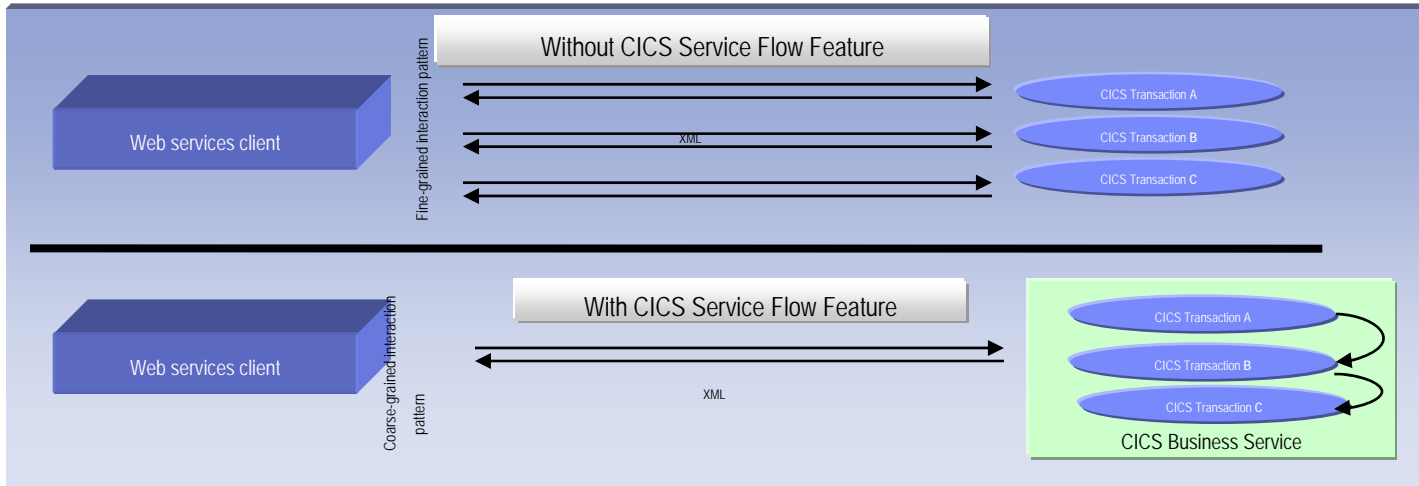 Without CICS Service Flow Feature
Fine-grained interaction pattern
Web services client
XML
CICS Transaction A
CICS Transaction B
CICS Transaction C
With CICS Service Flow Feature
Coarse-grained interaction
pattern
Web services client
XML
CICS Transaction A
CICS Transaction B
CICS Transaction C
CICS Business Service